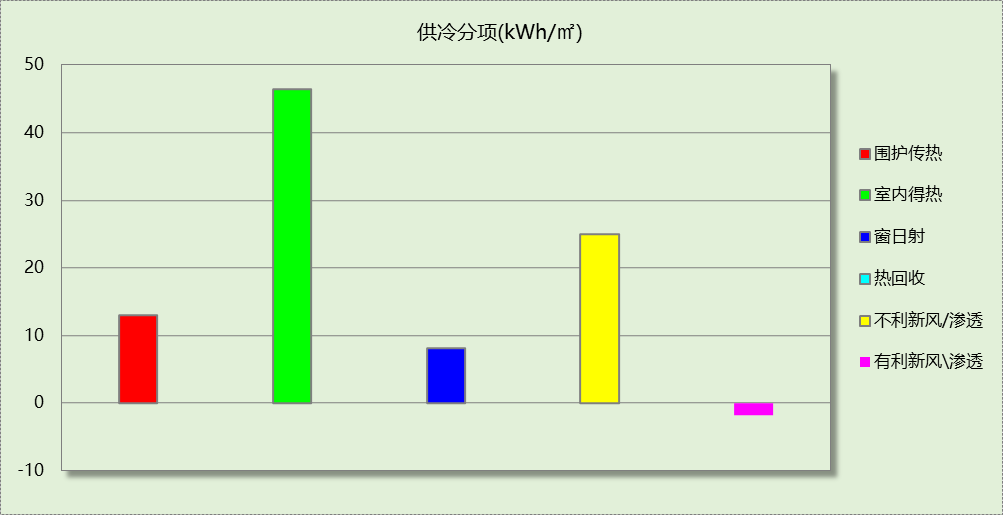 供冷分项(kWh/㎡)
50
40
30
20
10
0
-10
围护传热
室内得热
窗日射
热回收
不利新风/渗透
有利新风\渗透